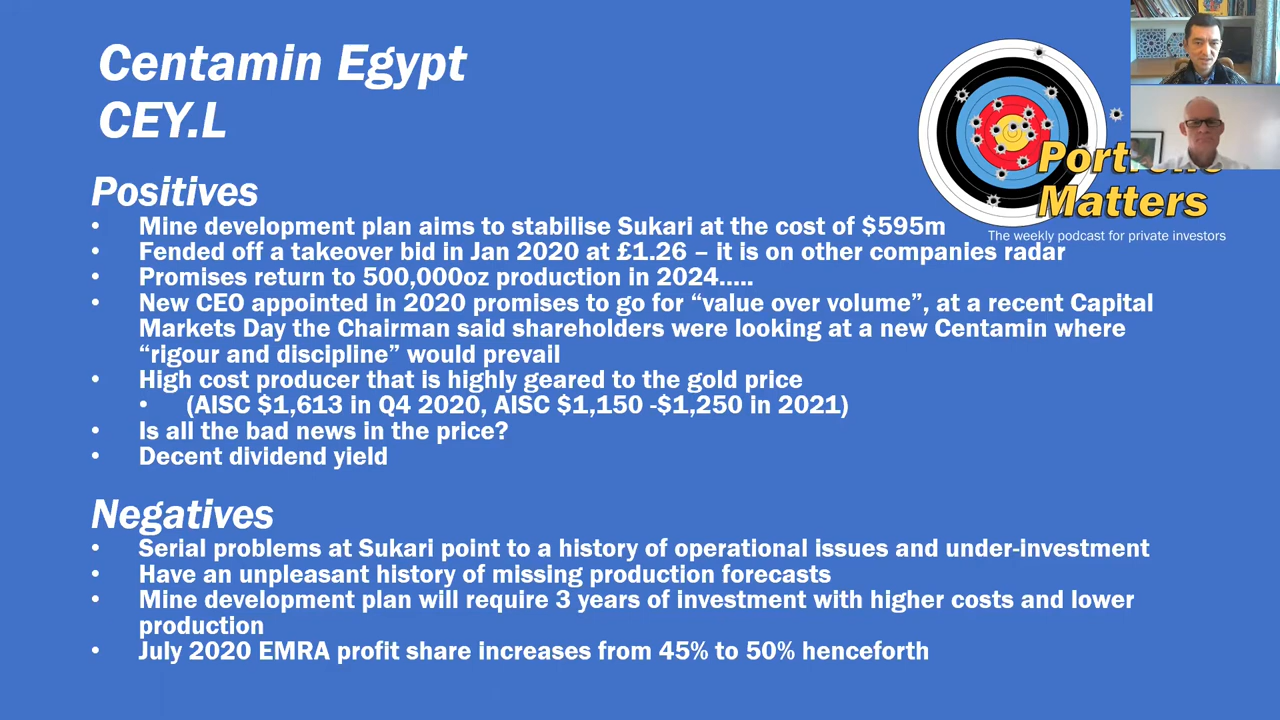 Centamin Egypt
CEY.L
Portfolio
Matters
The weekly podcast for private investors
Positives
• Mine development plan aims to stabilise Sukari at the cost of $595m
• Fended off a takeover bid in Jan 2020 at £1.26 – it is on other companies radar
• Promises return to 500,000oz production in 2024.....
• New CEO appointed in 2020 promises to go for “value over volume”, at a recent Capital
Markets Day the Chairman said shareholders were looking at a new Centamin where
“rigour and discipline” would prevail
• High cost producer that is highly geared to the gold price
• (AISC $1,613 in Q4 2020, AISC $1,150 -$1,250 in 2021)
• Is all the bad news in the price?
• Decent dividend yield
Negatives
• Serial problems at Sukari point to a history of operational issues and under-investment
• Have an unpleasant history of missing production forecasts
• Mine development plan will require 3 years of investment with higher costs and lower
production
• July 2020 EMRA profit share increases from 45% to 50% henceforth